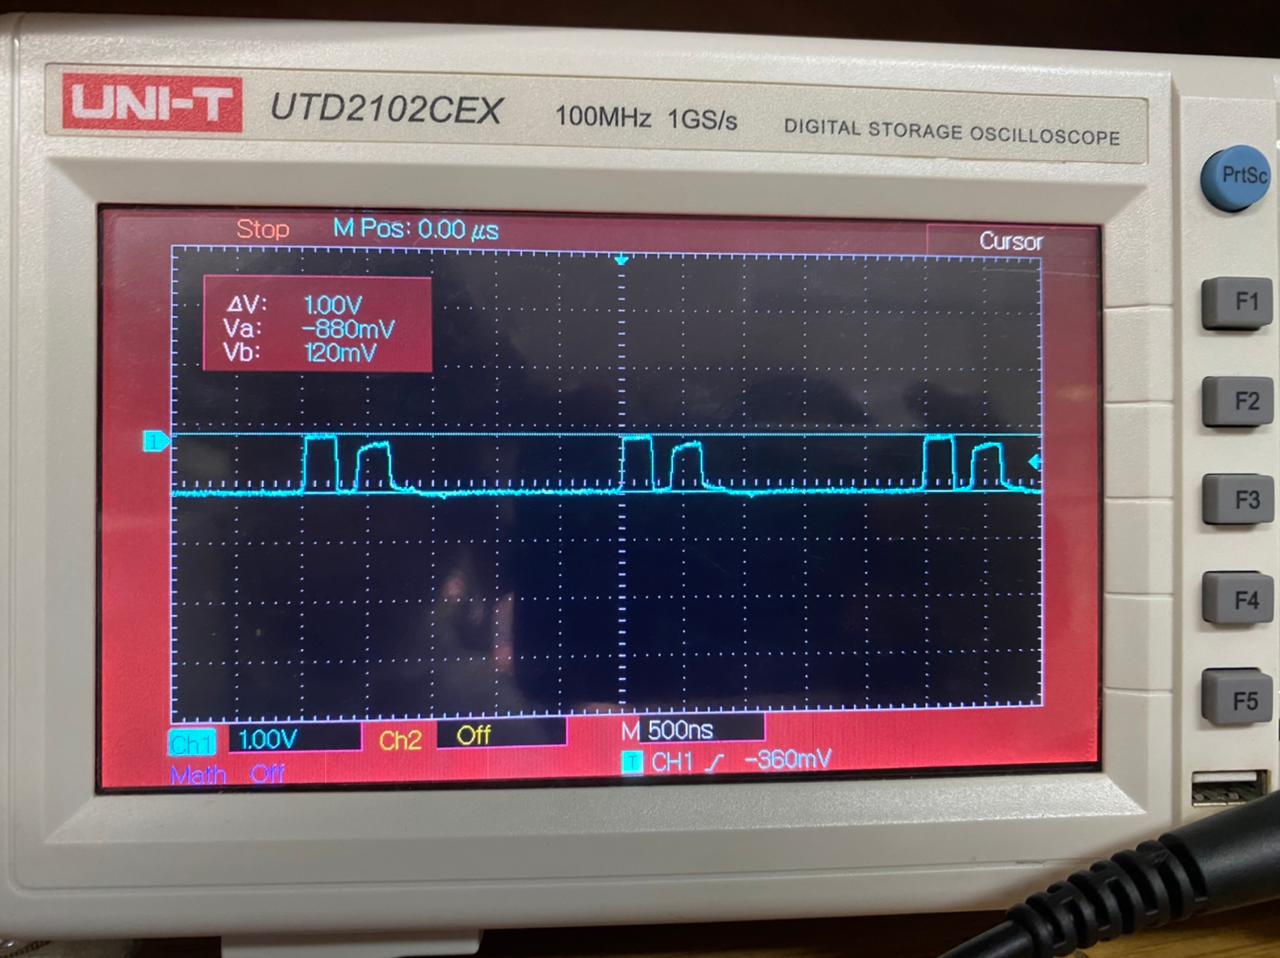 UNI-T UTD2102CEX 100MHz 1GS/s DIGITAL STORAGE OSCILLOSCOPE
PrtSc
Stop M Pos: 0.00 μs Cursor
ΔV: 1.00V
Va: -880mV
Vb: 120mV
F1
F2
1
F3
F4
F5
Ch1 1.00V Ch2 Off M 500ns
Math Off T CH1 -360mV